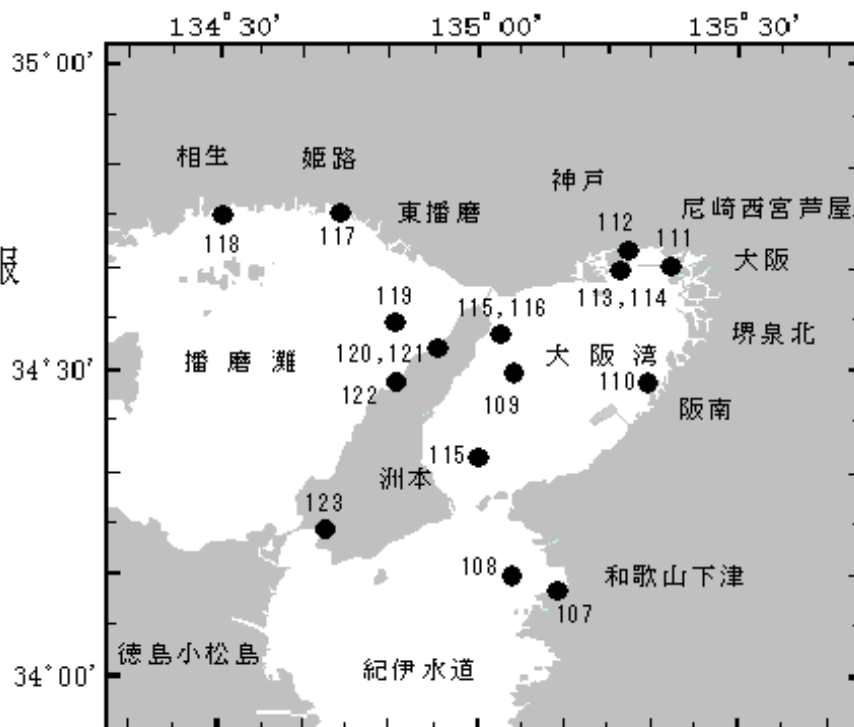 134°30' 135°00' 135°30'
35°00'
相生 姫路
神戸
東播磨
尼崎西宮芦屋
112 111
118 117
報
大阪
113,114
119 115,116
堺泉北
播磨灘
120,121
大阪湾
34°30'
122
109
110
阪南
115
洲本
123
108
和歌山下津
107
徳島小松島
紀伊水道
34°00'